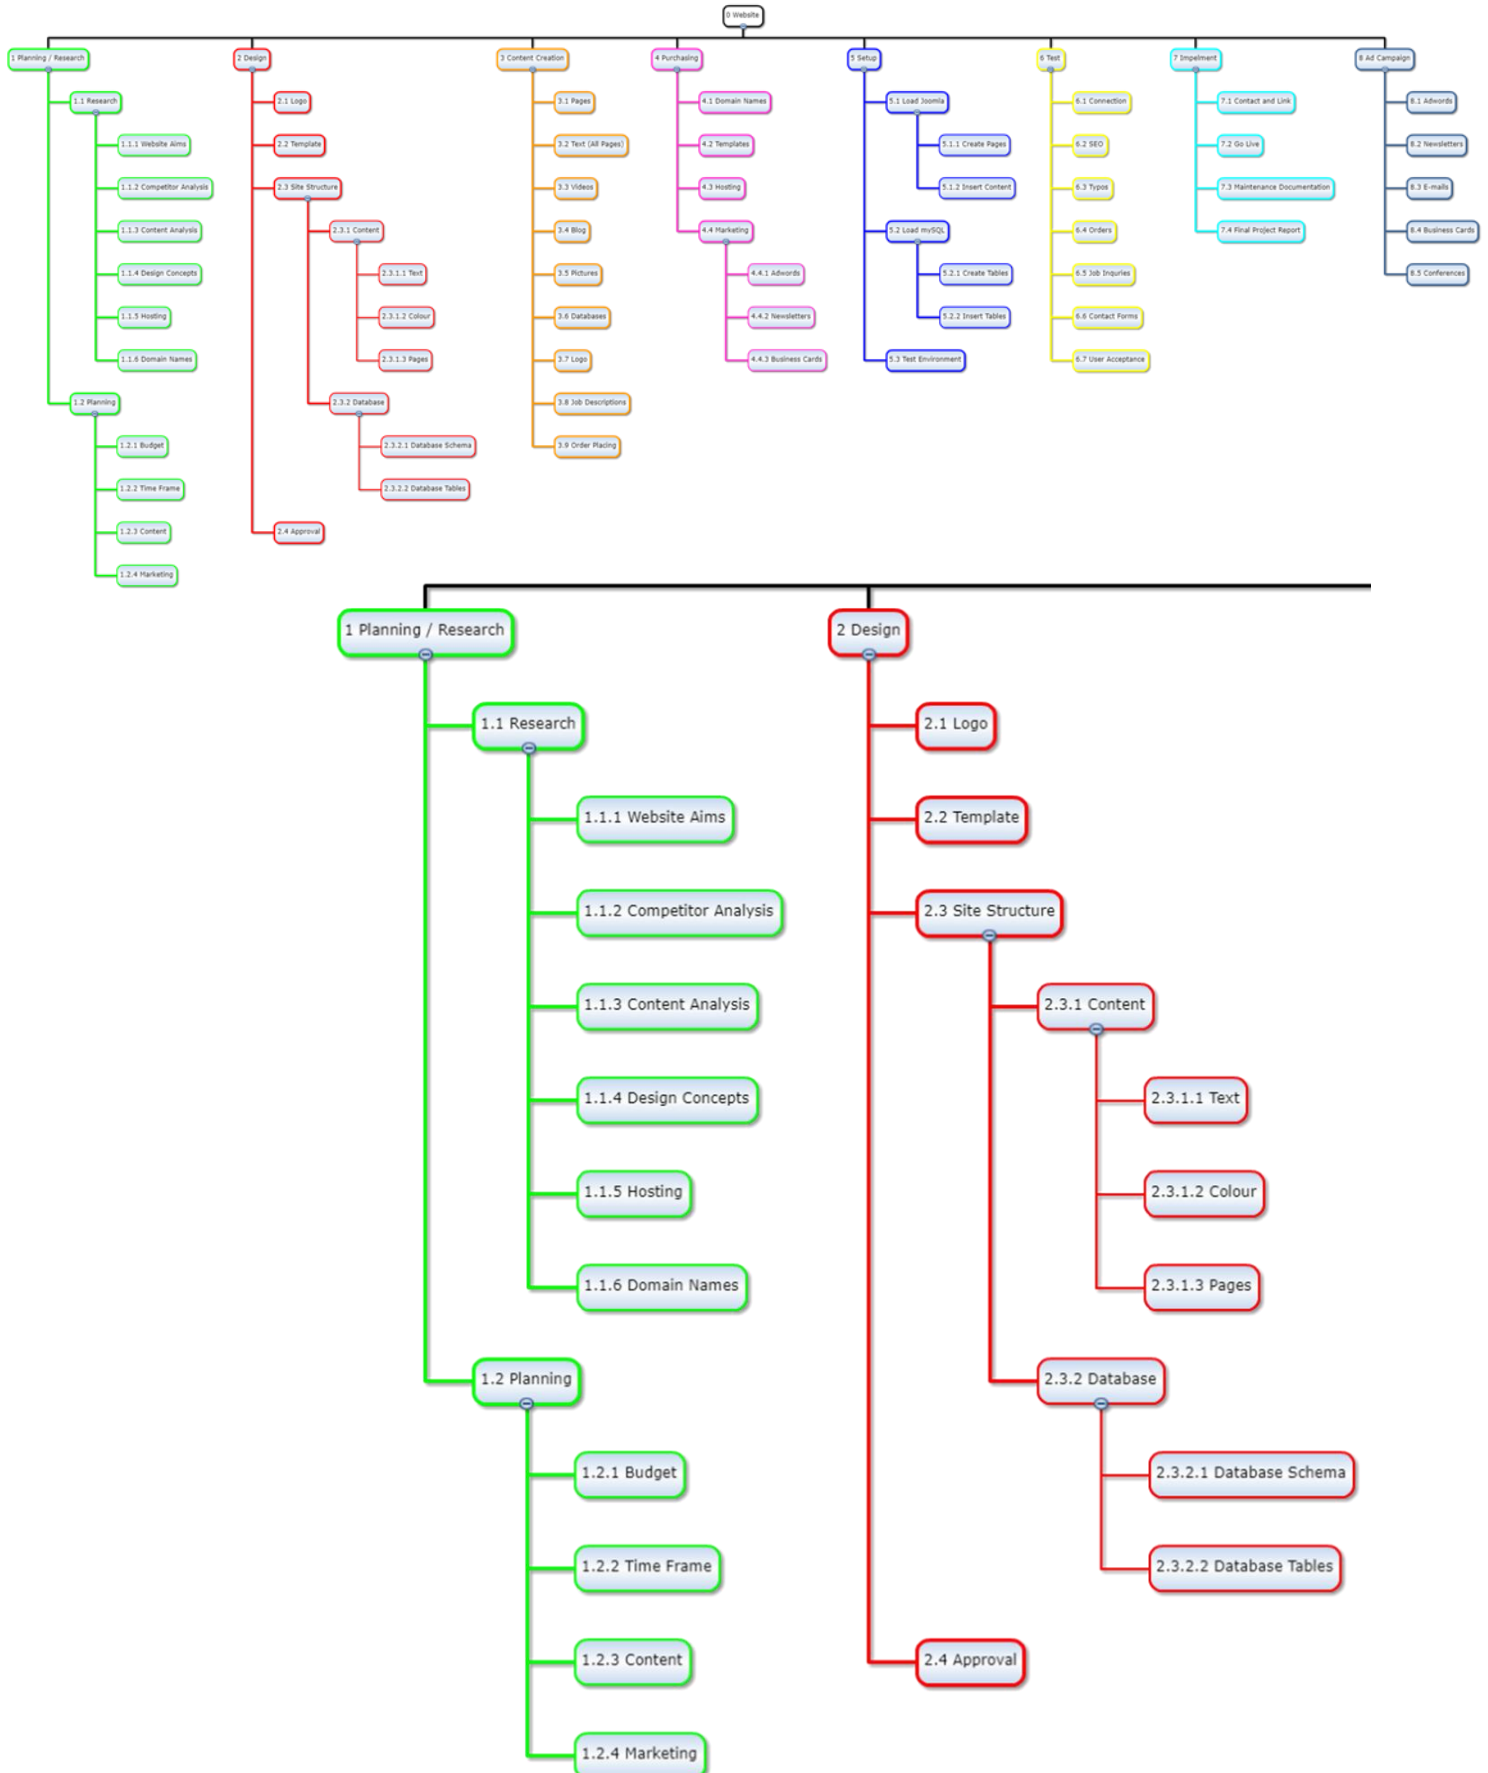 0 Website
1 Planning / Research
1.1 Research
1.1.1 Website Aims
1.1.2 Competitor Analysis
1.1.3 Content Analysis
1.1.4 Design Concepts
1.1.5 Hosting
1.1.6 Domain Names
1.2 Planning
1.2.1 Budget
1.2.2 Time Frame
1.2.3 Content
1.2.4 Marketing
2 Design
2.1 Logo
2.2 Template
2.3 Site Structure
2.3.1 Content
2.3.1.1 Text
2.3.1.2 Colour
2.3.1.3 Pages
2.3.2 Database
2.3.2.1 Database Schema
2.3.2.2 Database Tables
2.4 Approval
3 Content Creation
3.1 Pages
3.2 Text (All Pages)
3.3 Videos
3.4 Blog
3.5 Pictures
3.6 Databases
3.7 Logo
3.8 Job Descriptions
3.9 Order Placing
4 Purchasing
4.1 Domain Names
4.2 Templates
4.3 Hosting
4.4 Marketing
4.4.1 Adwords
4.4.2 Newsletters
4.4.3 Business Cards
5 Setup
5.1 Load Joomla
5.1.1 Create Pages
5.1.2 Insert Content
5.2 Load mySQL
5.2.1 Create Tables
5.2.2 Insert Tables
5.3 Test Environment
6 Test
6.1 Connection
6.2 SEO
6.3 Typos
6.4 Orders
6.5 Job Inquries
6.6 Contact Forms
6.7 User Acceptance
7 Impelment
7.1 Contact and Link
7.2 Go Live
7.3 Maintenance Documentation
7.4 Final Project Report
8 Ad Campaign
8.1 Adwords
8.2 Newsletters
8.3 E-mails
8.4 Business Cards
8.5 Conferences
1 Planning / Research
1.1 Research
1.1.1 Website Aims
1.1.2 Competitor Analysis
1.1.3 Content Analysis
1.1.4 Design Concepts
1.1.5 Hosting
1.1.6 Domain Names
1.2 Planning
1.2.1 Budget
1.2.2 Time Frame
1.2.3 Content
1.2.4 Marketing
2 Design
2.1 Logo
2.2 Template
2.3 Site Structure
2.3.1 Content
2.3.1.1 Text
2.3.1.2 Colour
2.3.1.3 Pages
2.3.2 Database
2.3.2.1 Database Schema
2.3.2.2 Database Tables
2.4 Approval